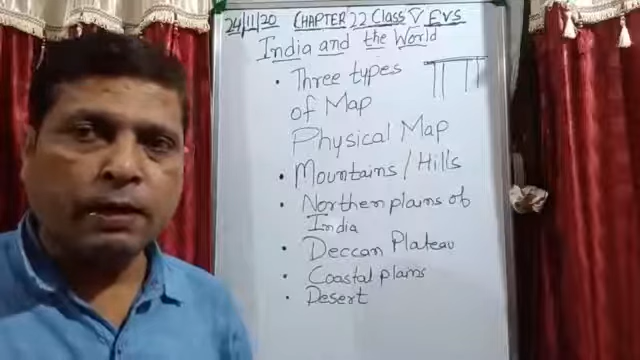 24/11/20 CHAPTER 22 Class V EVS
India and the World
• Three types
of Map
Physical Map
• Mountains / Hills
• Northern plains of
India
• Deccan Plateau
• Coastal plains
• Desert